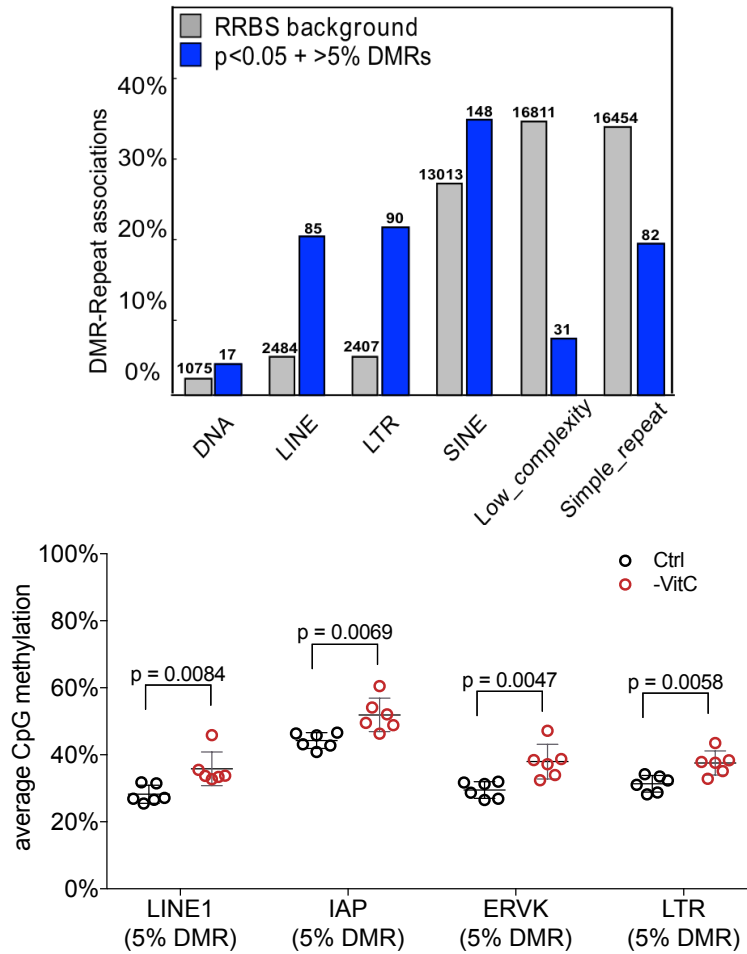 RRBS background
p<0.05 + >5% DMRs
DMR-Repeat associations
40%
30%
20%
10%
0%
1075
17
2484
85
2407
90
13013
148
16811
31
16454
82
DNA
LINE
LTR
SINE
Low_complexity
Simple_repeat
average CpG methylation
100%
80%
60%
40%
20%
0%
Ctrl
-VitC
p = 0.0084
p = 0.0069
p = 0.0047
p = 0.0058
LINE1
(5% DMR)
IAP
(5% DMR)
ERVK
(5% DMR)
LTR
(5% DMR)